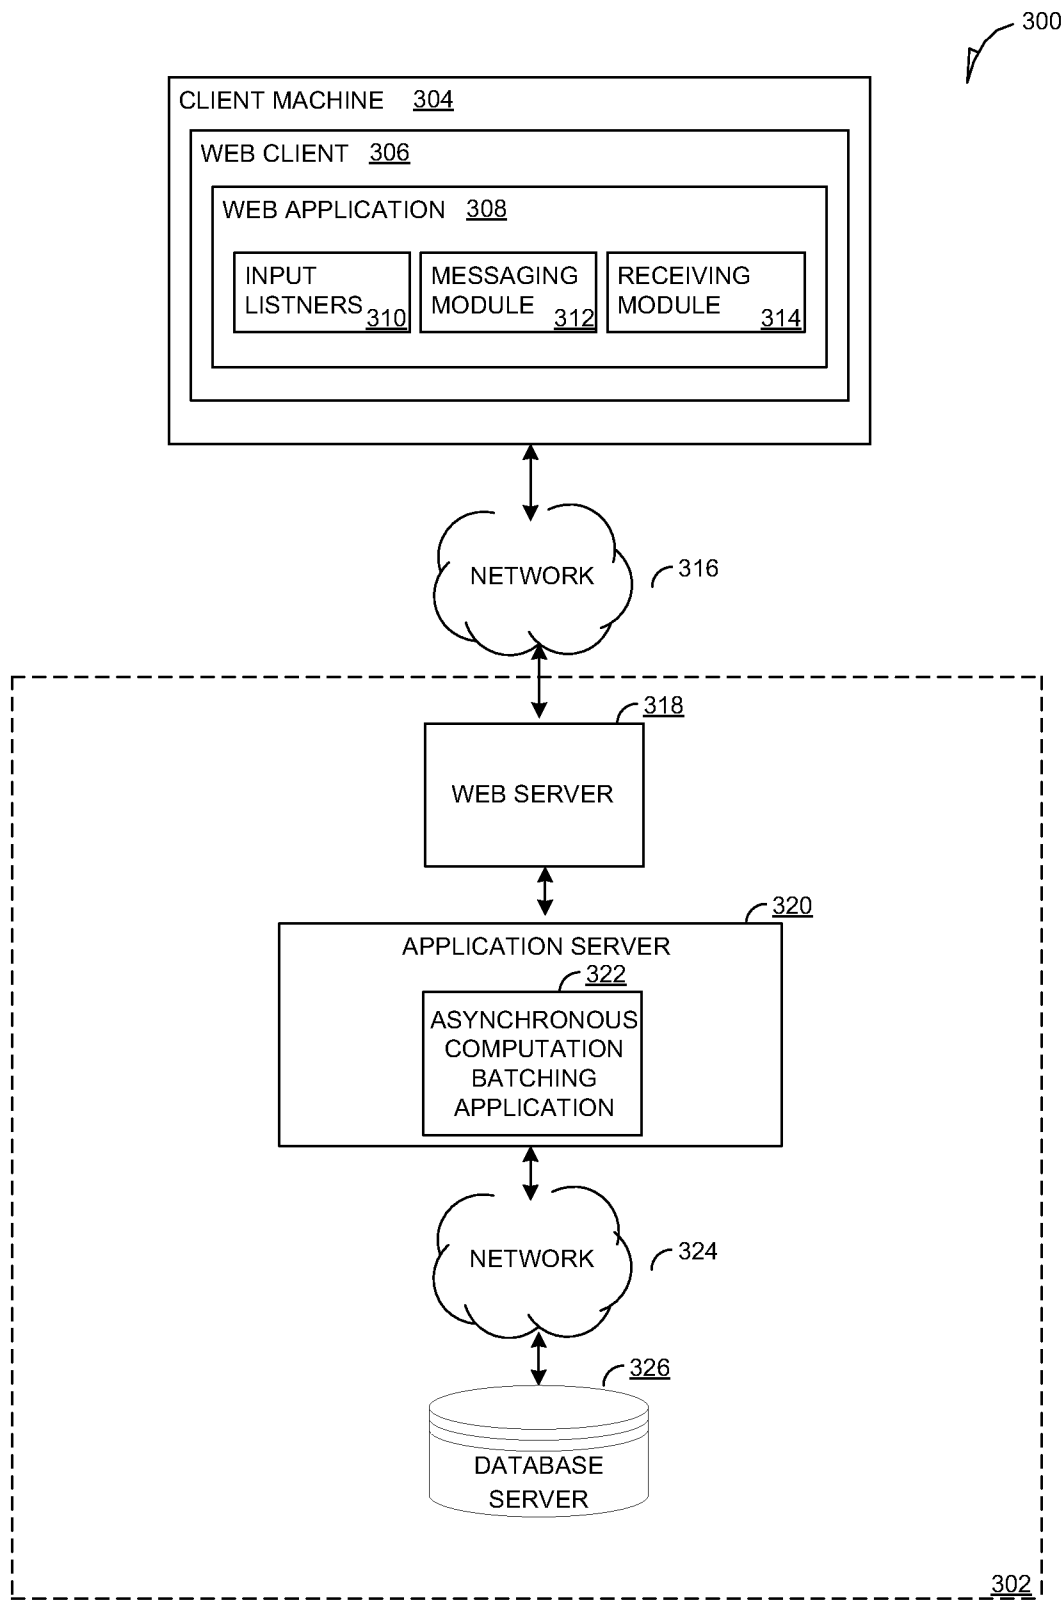 300
CLIENT MACHINE 304
WEB CLIENT 306
WEB APPLICATION 308
INPUT
LISTNERS 310
MESSAGING
MODULE 312
RECEIVING
MODULE 314
NETWORK
316
318
WEB SERVER
320
APPLICATION SERVER
322
ASYNCHRONOUS
COMPUTATION
BATCHING
APPLICATION
NETWORK
324
326
DATABASE
SERVER
302